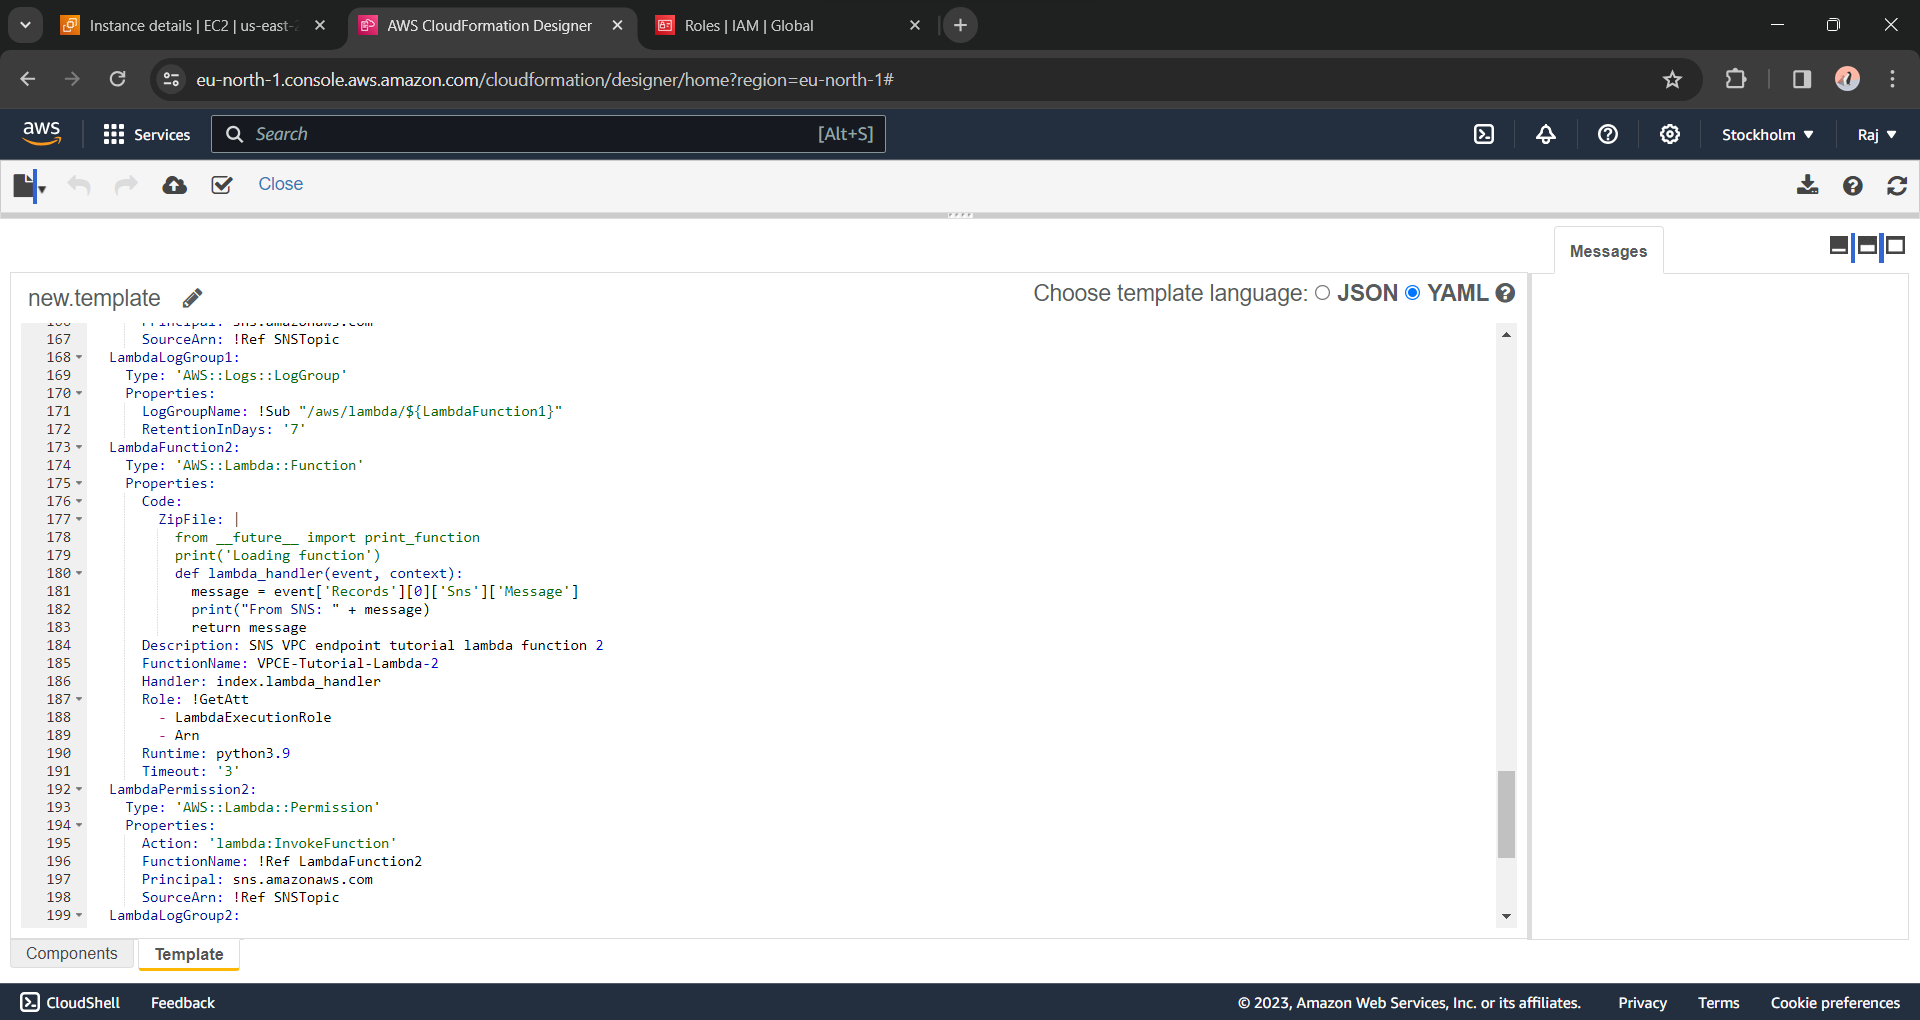 Instance details | EC2 | us-east-2
AWS CloudFormation Designer
Roles | IAM | Global
eu-north-1.console.aws.amazon.com/cloudformation/designer/home?region=eu-north-1#
aws
Services
Search
[Alt+S]
Stockholm
Raj
Close
Messages
new.template
Choose template language: JSON YAML
166 Principal: sns.amazonaws.com
167 SourceArn: !Ref SNSTopic
168 LambdaLogGroup1:
169 Type: 'AWS::Logs::LogGroup'
170 Properties:
171 LogGroupName: !Sub "/aws/lambda/${LambdaFunction1}"
172 RetentionInDays: '7'
173 LambdaFunction2:
174 Type: 'AWS::Lambda::Function'
175 Properties:
176 Code:
177 ZipFile: |
178 from __future__ import print_function
179 print('Loading function')
180 def lambda_handler(event, context):
181 message = event['Records'][0]['Sns']['Message']
182 print("From SNS: " + message)
183 return message
184 Description: SNS VPC endpoint tutorial lambda function 2
185 FunctionName: VPCE-Tutorial-Lambda-2
186 Handler: index.lambda_handler
187 Role: !GetAtt
188 - LambdaExecutionRole
189 - Arn
190 Runtime: python3.9
191 Timeout: '3'
192 LambdaPermission2:
193 Type: 'AWS::Lambda::Permission'
194 Properties:
195 Action: 'lambda:InvokeFunction'
196 FunctionName: !Ref LambdaFunction2
197 Principal: sns.amazonaws.com
198 SourceArn: !Ref SNSTopic
199 LambdaLogGroup2:
Components
Template
CloudShell
Feedback
© 2023, Amazon Web Services, Inc. or its affiliates.
Privacy
Terms
Cookie preferences